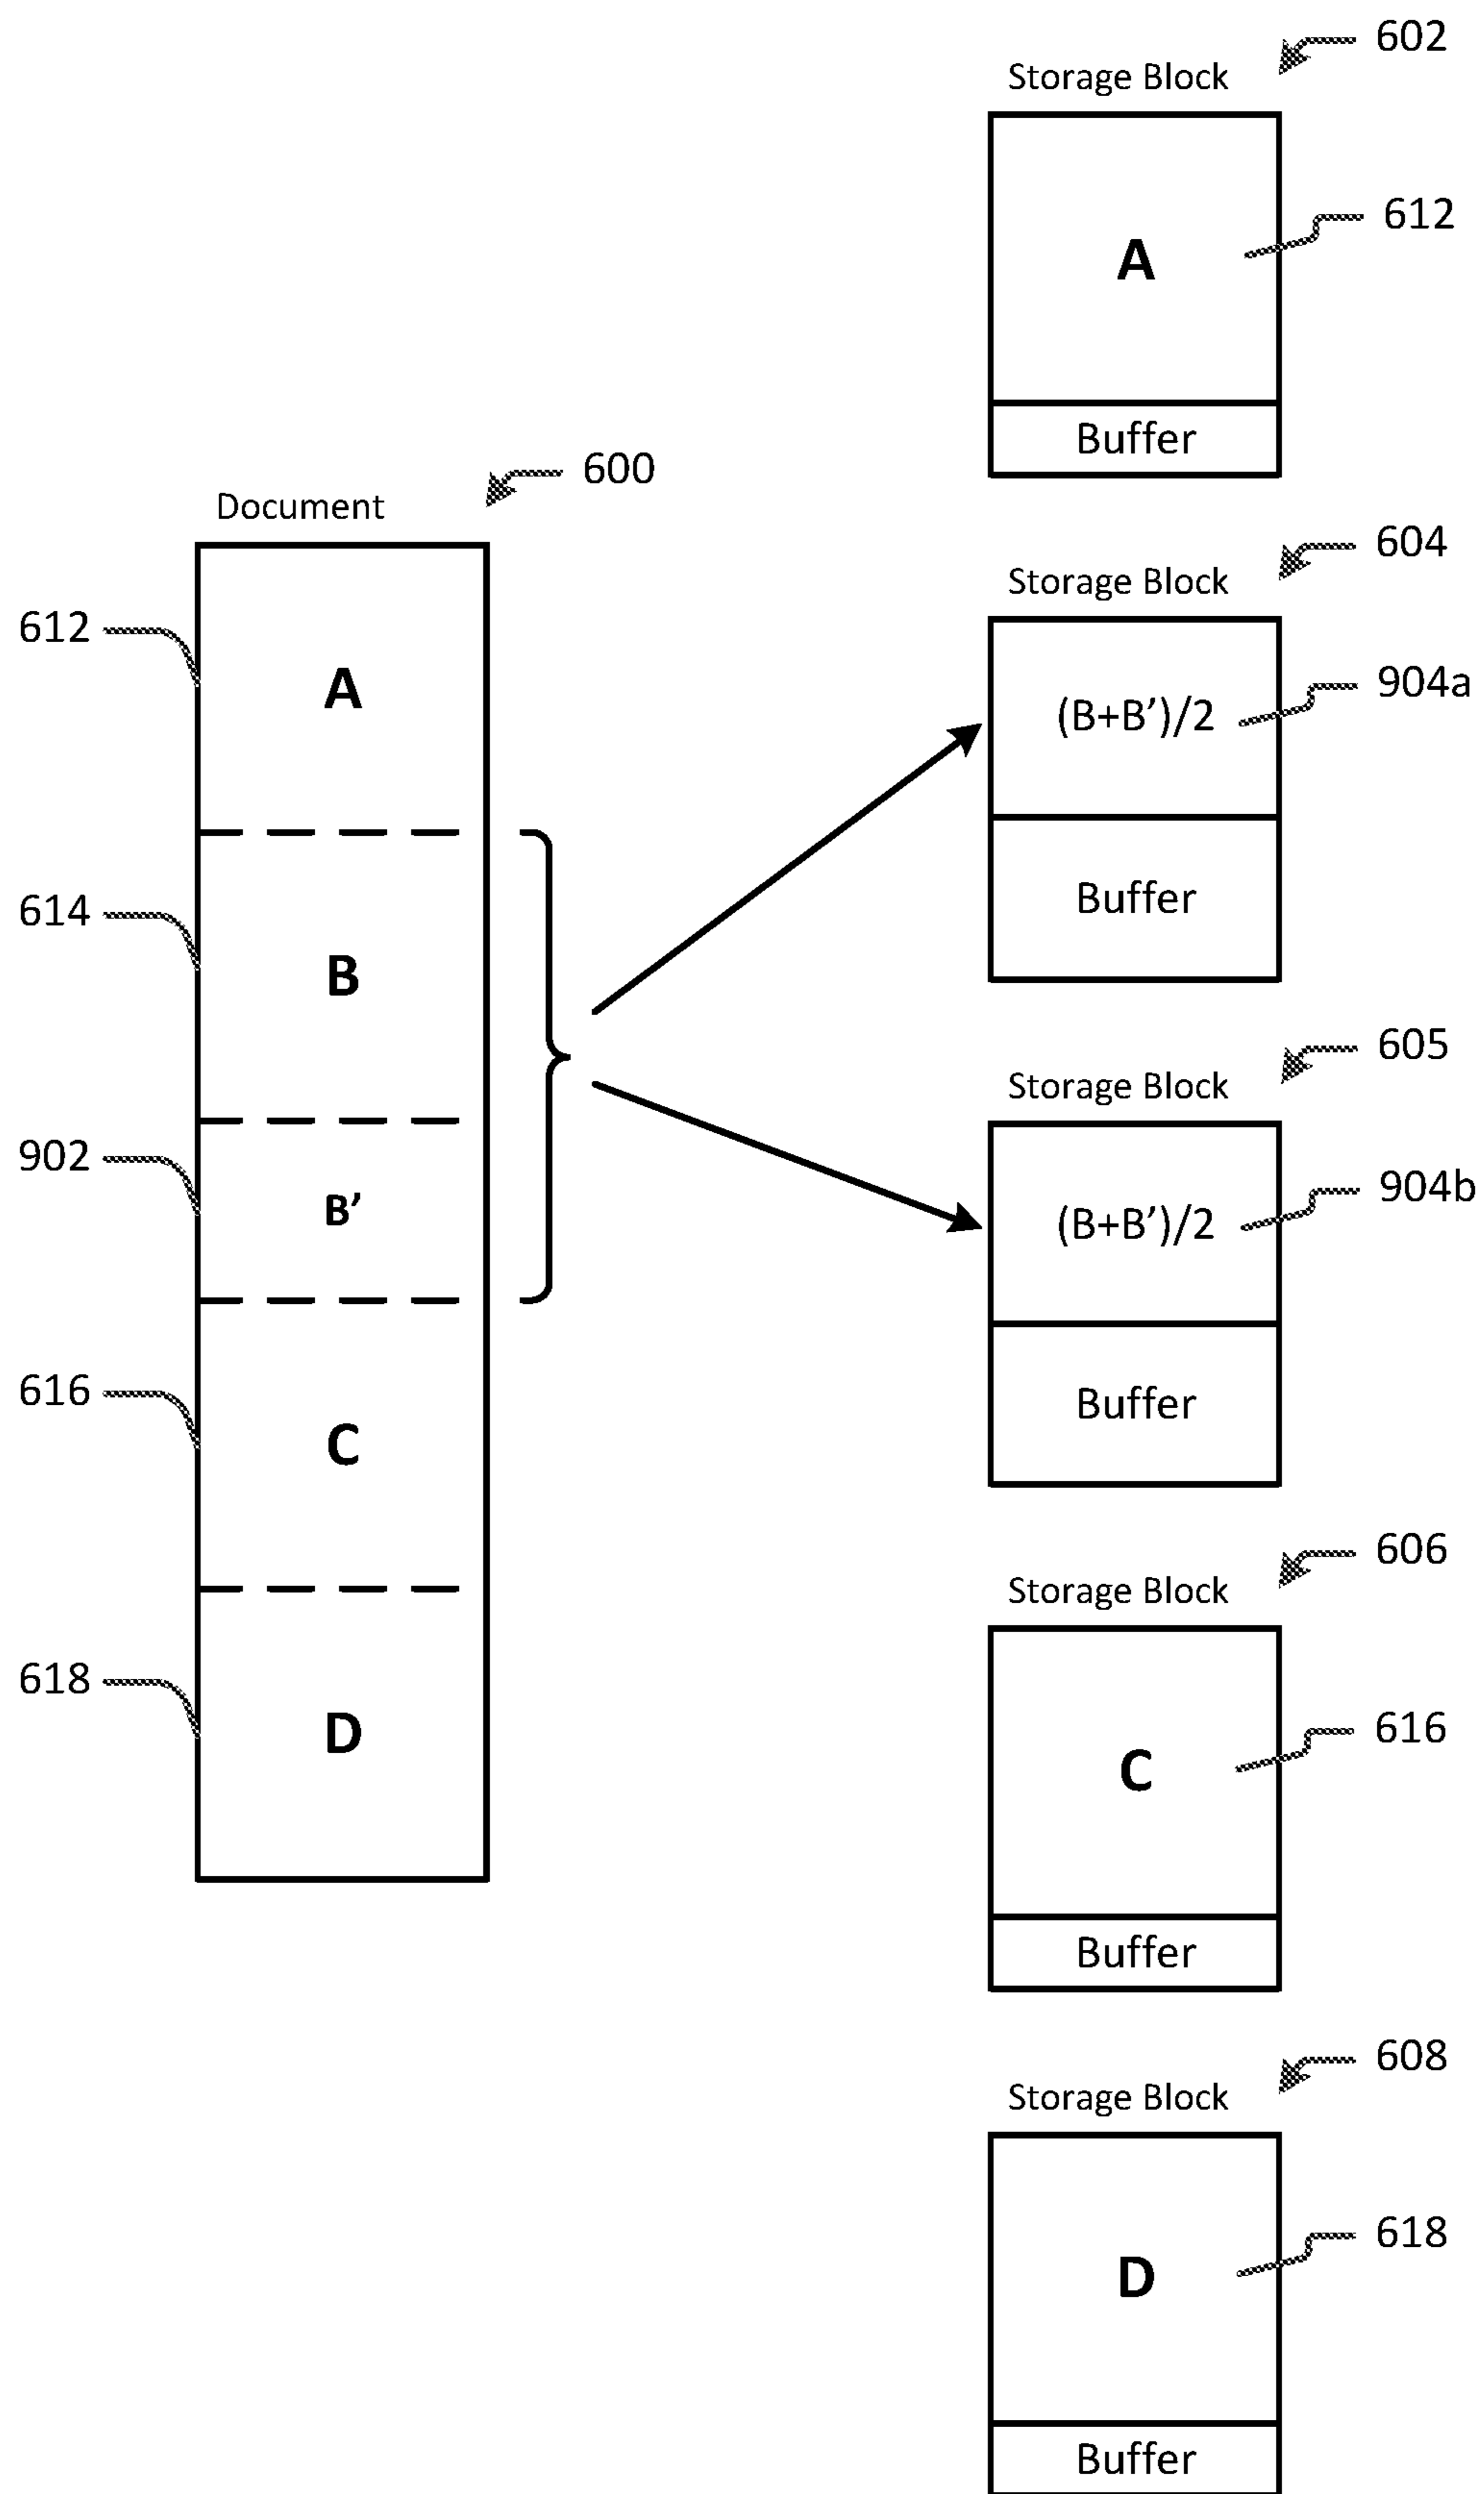 602
Storage Block
612
A
Buffer
600
Document
612
A
614
B
902
B’
616
C
618
D
604
Storage Block
904a
(B+B’)/2
Buffer
605
Storage Block
904b
(B+B’)/2
Buffer
606
Storage Block
616
C
Buffer
608
Storage Block
618
D
Buffer